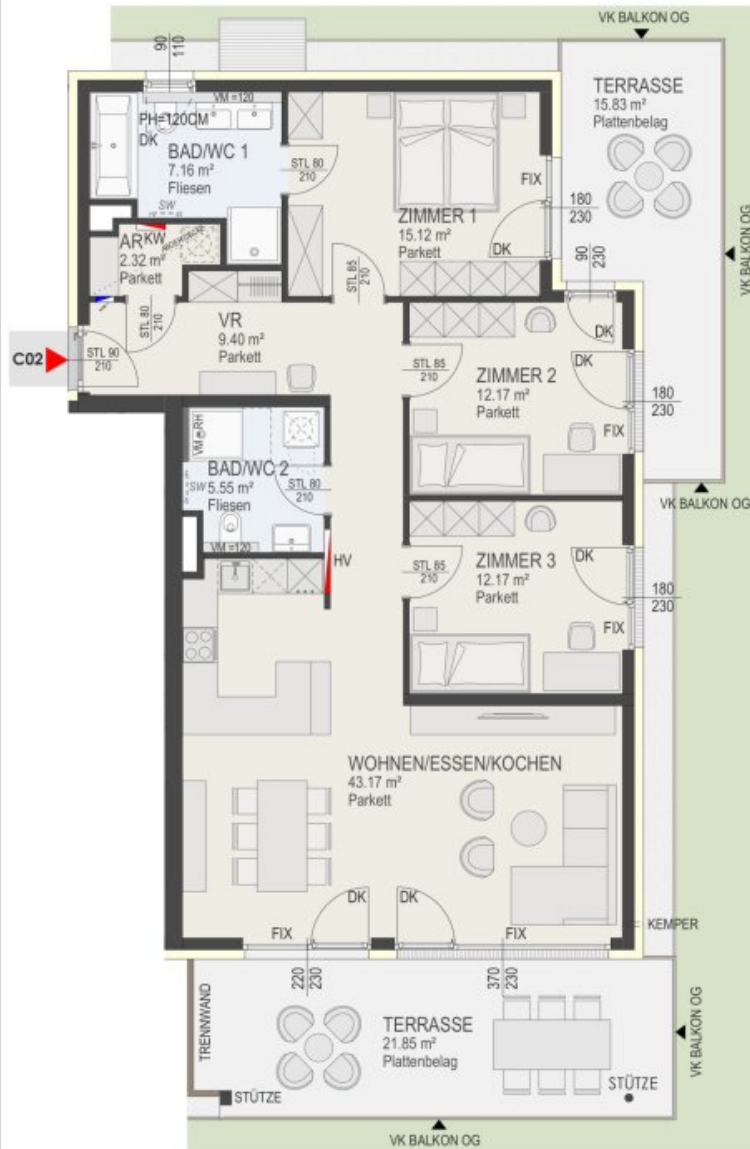 VK BALKON OG
90
110
TERRASSE
15.83 m²
Plattenbelag
VM =120
PH=120CM
DK
BAD/WC 1
7.16 m²
Fliesen
SW
STL 80
210
FIX
180
230
ZIMMER 1
15.12 m²
Parkett
DK
VK BALKON OG
AR
KW
2.32 m²
Parkett
STL 80
210
STL 85
210
90
230
VR
9.40 m²
Parkett
C02
STL 90
210
DK
STL 85
210
ZIMMER 2
12.17 m²
Parkett
DK
180
230
FIX
VM@RH
BAD/WC 2
5.55 m²
Fliesen
SW
STL 80
210
VM =120
VK BALKON OG
HV
STL 85
210
ZIMMER 3
12.17 m²
Parkett
DK
180
230
FIX
WOHNEN/ESSEN/KOCHEN
43.17 m²
Parkett
DK
DK
FIX
FIX
KEMPER
220
230
370
230
TRENNWAND
TERRASSE
21.85 m²
Plattenbelag
VK BALKON OG
STÜTZE
STÜTZE
VK BALKON OG